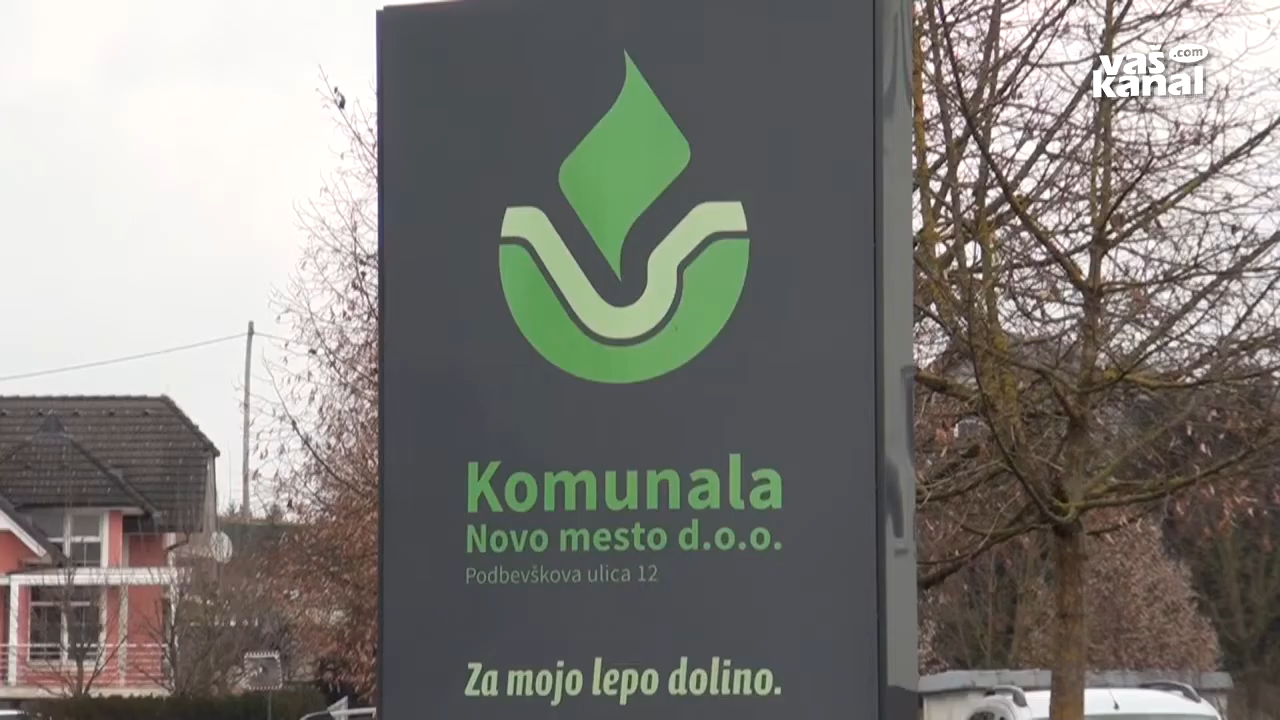 vaš
.com
kanal
Komunala
Novo mesto d.o.o.
Podbevškova ulica 12
Za mojo lepo dolino.